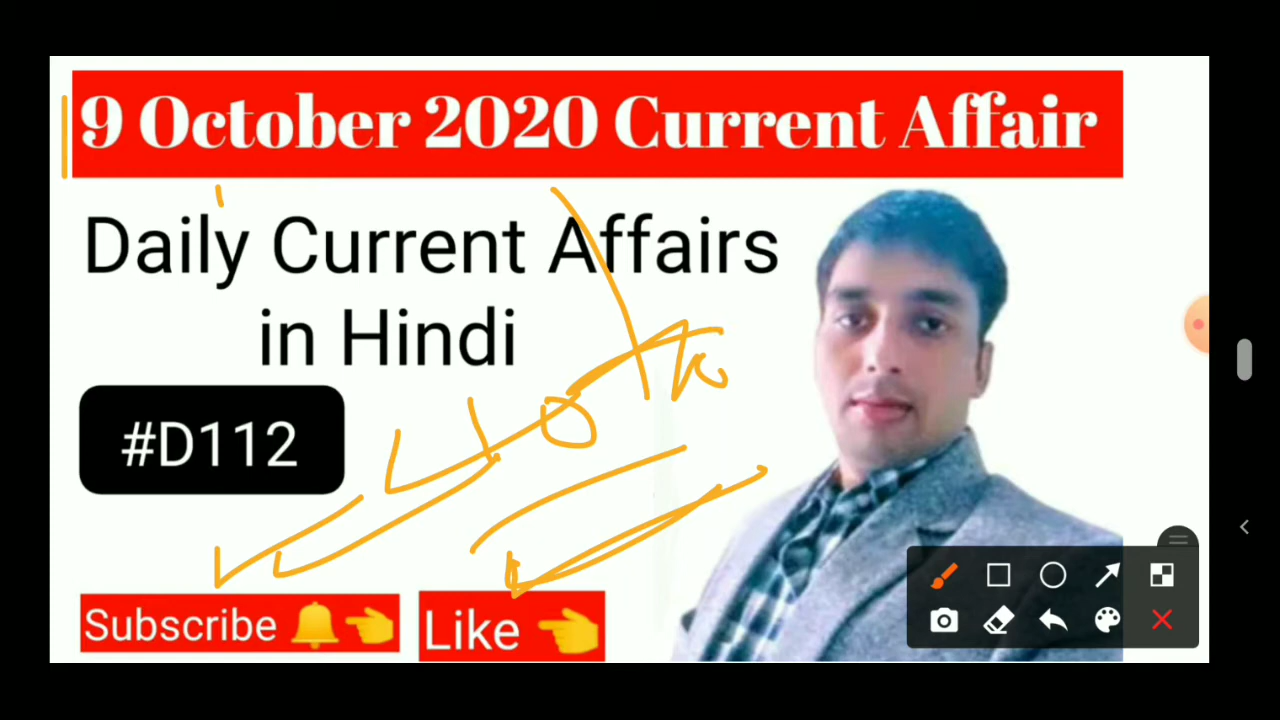 9 October 2020 Current Affair
Daily Current Affairs
in Hindi
#D112
Subscribe
Like